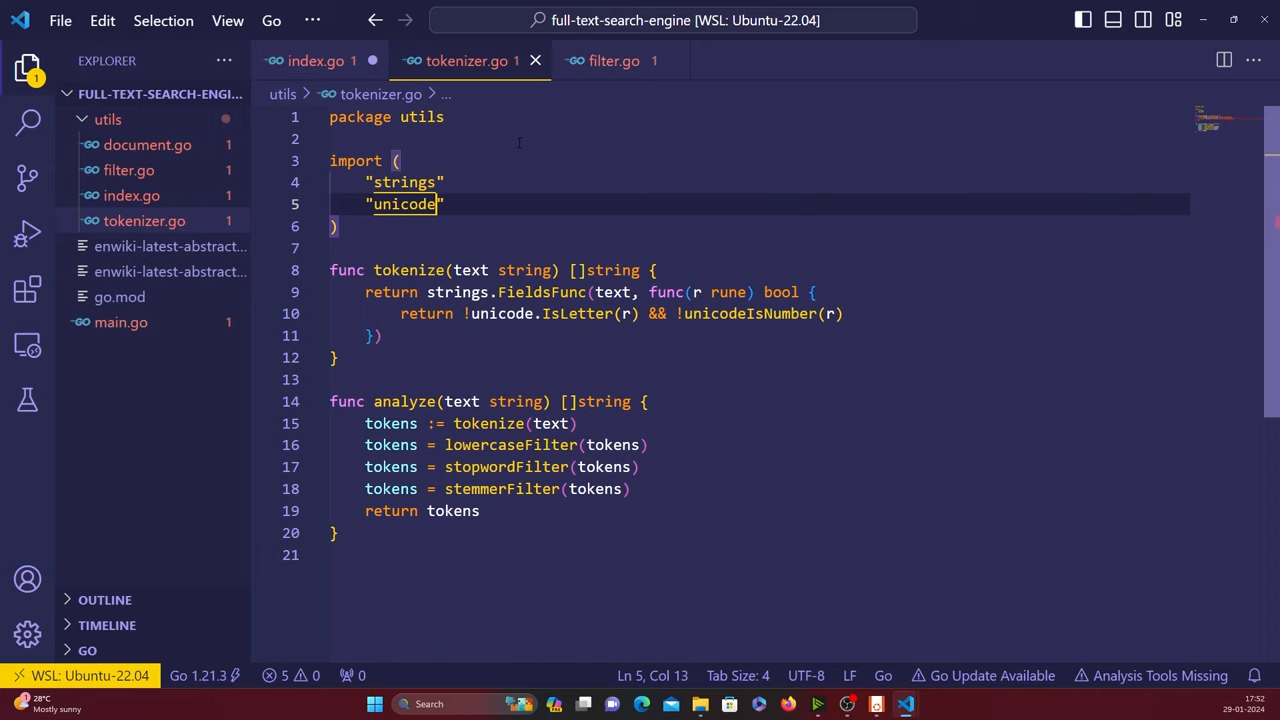 File Edit Selection View Go ··· full-text-search-engine [WSL: Ubuntu-22.04]
EXPLORER ···
index.go 1
tokenizer.go 1
filter.go 1
1
FULL-TEXT-SEARCH-ENGI...
utils
document.go 1
filter.go 1
index.go 1
tokenizer.go 1
enwiki-latest-abstract...
enwiki-latest-abstract...
go.mod
main.go 1
OUTLINE
TIMELINE
GO
utils > tokenizer.go > ...
1 package utils
2
3 import (
4 "strings"
5 "unicode"
6 )
7
8 func tokenize(text string) []string {
9 return strings.FieldsFunc(text, func(r rune) bool {
10 return !unicode.IsLetter(r) && !unicodeIsNumber(r)
11 })
12 }
13
14 func analyze(text string) []string {
15 tokens := tokenize(text)
16 tokens = lowercaseFilter(tokens)
17 tokens = stopwordFilter(tokens)
18 tokens = stemmerFilter(tokens)
19 return tokens
20 }
21
WSL: Ubuntu-22.04 Go 1.21.3 5 0 0 Ln 5, Col 13 Tab Size: 4 UTF-8 LF Go Go Update Available Analysis Tools Missing
28°C
Mostly sunny
Search
17:52
29-01-2024